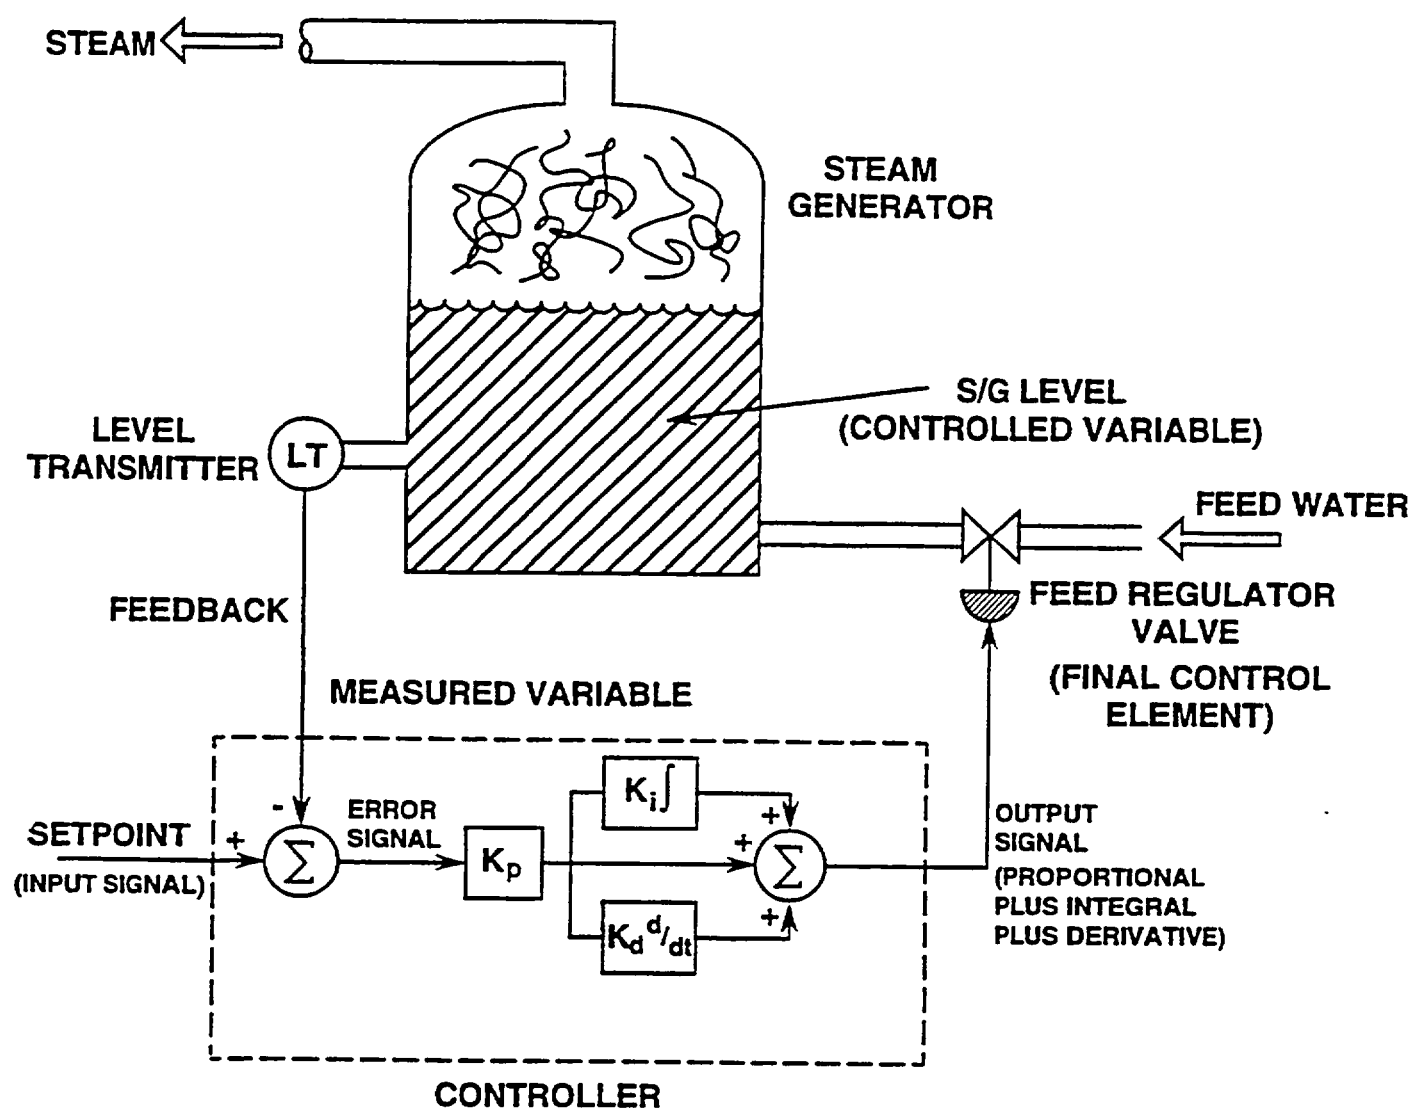 STEAM
STEAM
GENERATOR
S/G LEVEL
(CONTROLLED VARIABLE)
LEVEL
TRANSMITTER
LT
FEED WATER
FEEDBACK
FEED REGULATOR
VALVE
(FINAL CONTROL
ELEMENT)
MEASURED VARIABLE
-
SETPOINT
+
(INPUT SIGNAL)
Σ
ERROR
SIGNAL
Kp
Ki∫
Kd d/dt
+
+
+
Σ
OUTPUT
SIGNAL
(PROPORTIONAL
PLUS INTEGRAL
PLUS DERIVATIVE)
CONTROLLER